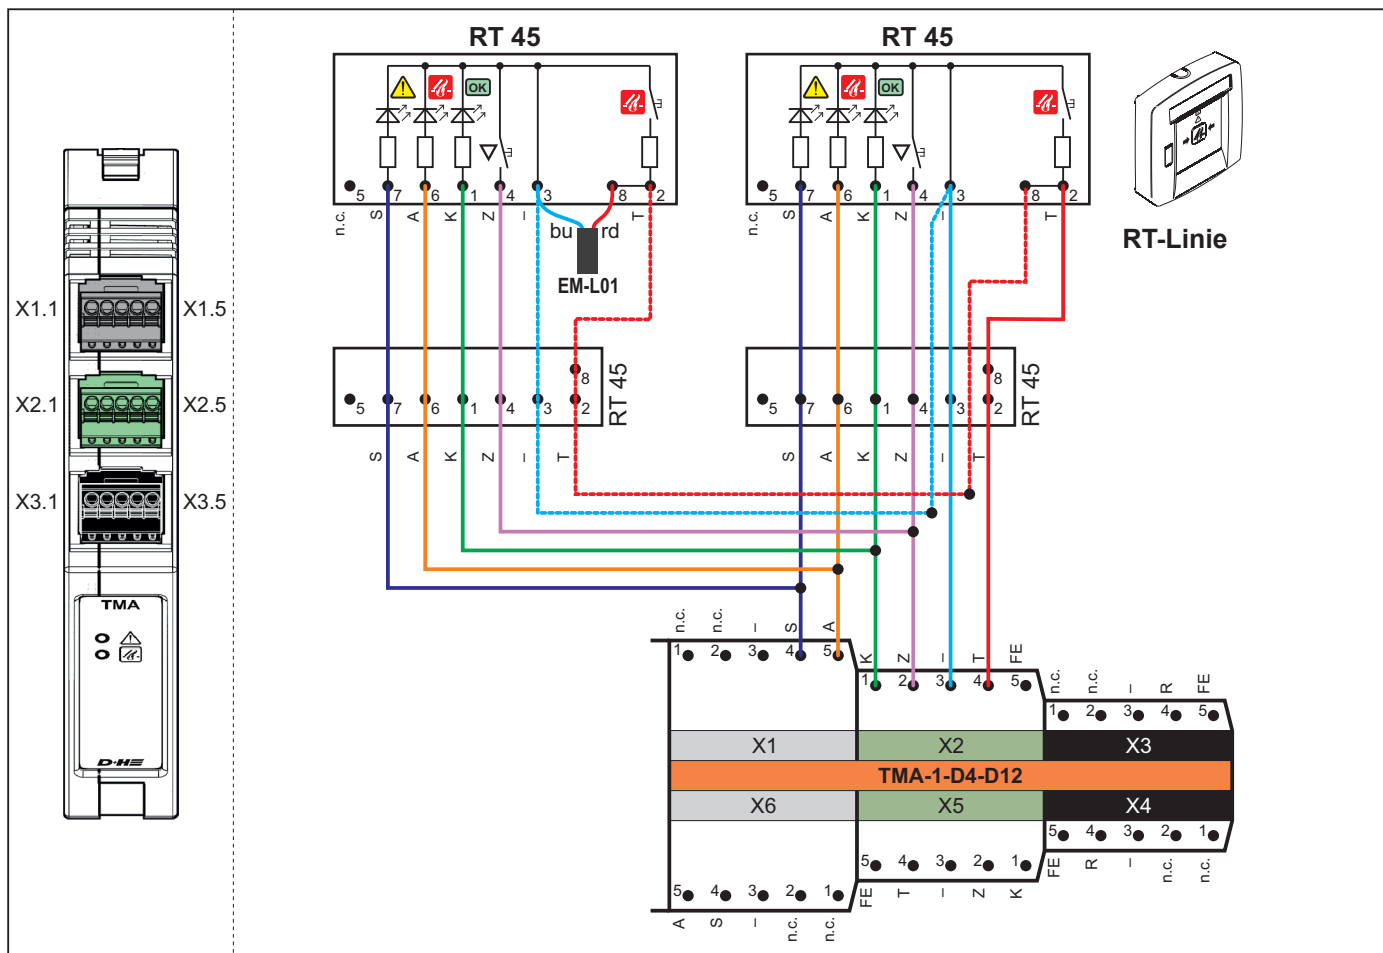 RT 45
RT 45
OK
OK
5 7 6 1 4 3 8 2
5 7 6 1 4 3 8 2
n.c. S A K Z – T
n.c. S A K Z – T
bu rd
EM-L01
RT-Linie
X1.1 X1.5
X2.1 X2.5
X3.1 X3.5
8
8
5 7 6 1 4 3 2
5 7 6 1 4 3 2
RT 45
RT 45
S A K Z – T
S A K Z – T
TMA
D+H
n.c. n.c. – S A
1 2 3 4 5
K Z – T FE
1 2 3 4 5
n.c. n.c. – R FE
1 2 3 4 5
X1 X2 X3
TMA-1-D4-D12
X6 X5 X4
5 4 3 2 1
FE R – n.c. n.c.
5 4 3 2 1
FE T – Z K
5 4 3 2 1
A S – n.c. n.c.